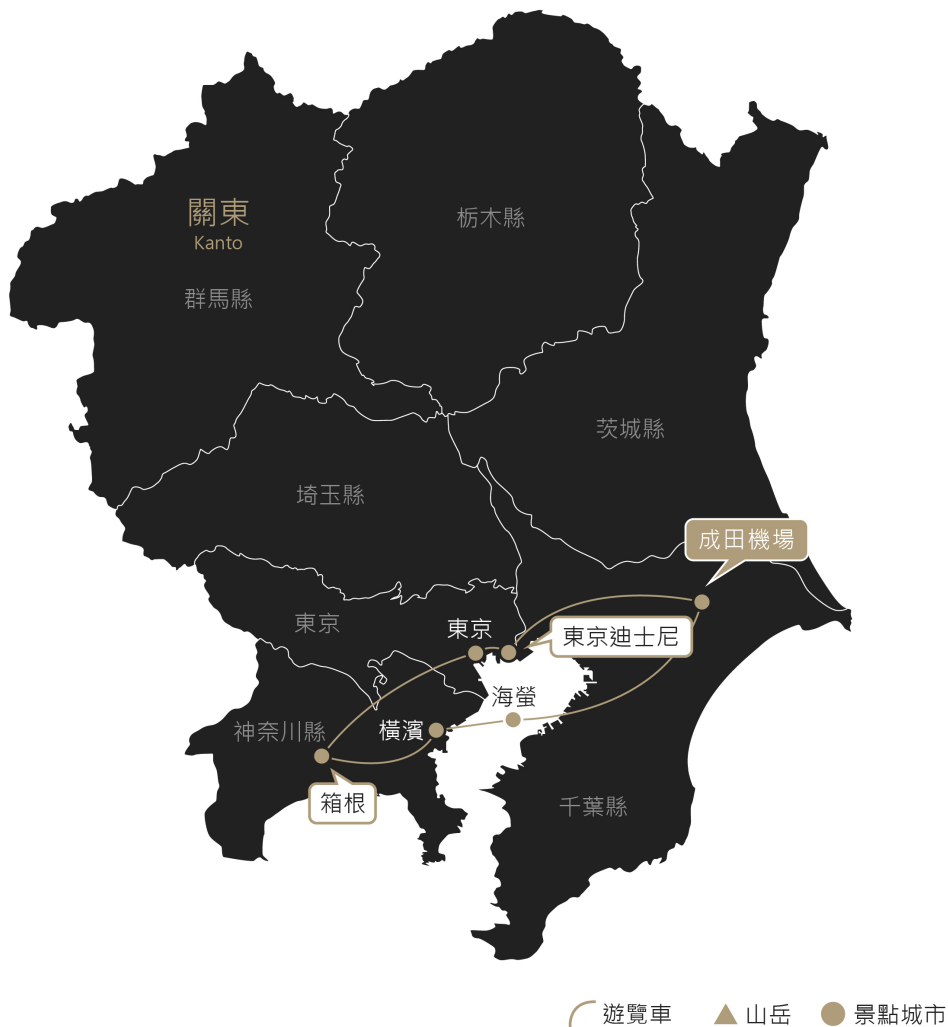 關東
Kanto
栃木縣
群馬縣
茨城縣
埼玉縣
成田機場
東京
東京
東京迪士尼
海螢
神奈川縣
橫濱
箱根
千葉縣
遊覽車
山岳
景點城市